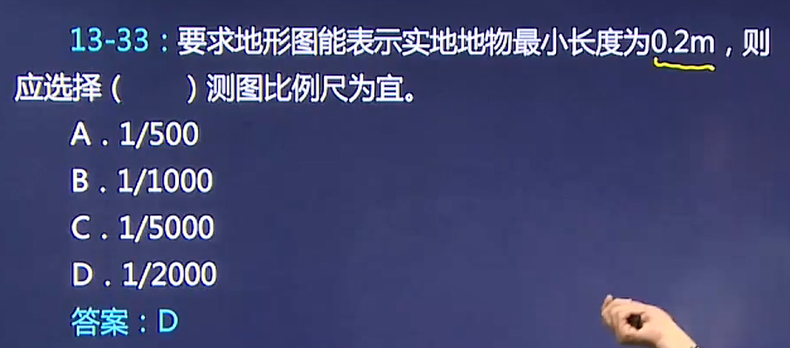 13-33：要求地形图能表示实地地物最小长度为0.2m，则
应选择（　　）测图比例尺为宜。
A．1/500
B．1/1000
C．1/5000
D．1/2000
答案：D